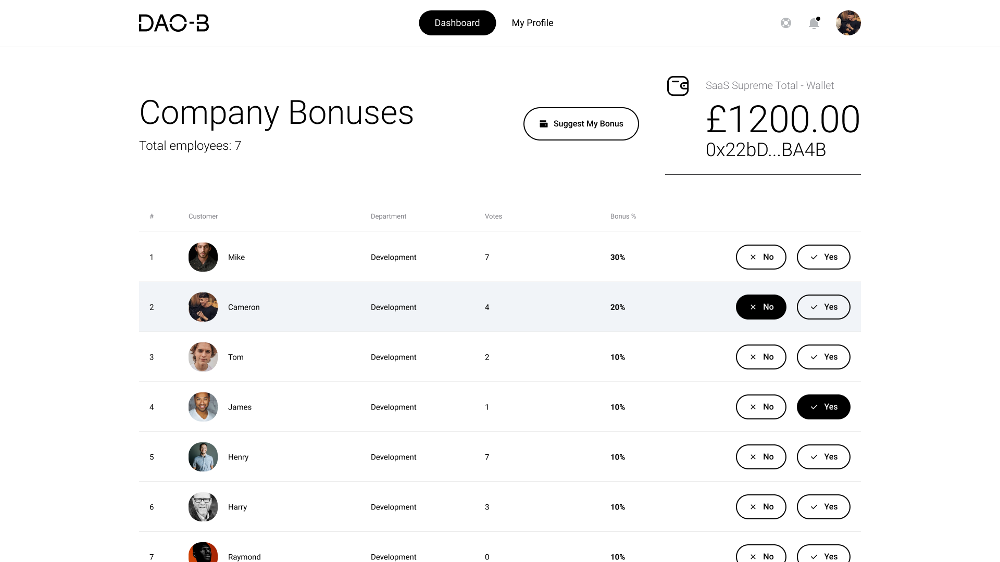 DAO-B
Dashboard
My Profile
SaaS Supreme Total - Wallet
£1200.00
0x22bD...BA4B
Company Bonuses
Total employees: 7
Suggest My Bonus
# Customer Department Votes Bonus %
1 Mike Development 7 30% No Yes
2 Cameron Development 4 20% No Yes
3 Tom Development 2 10% No Yes
4 James Development 1 10% No Yes
5 Henry Development 7 10% No Yes
6 Harry Development 3 10% No Yes
7 Raymond Development 0 10% No Yes